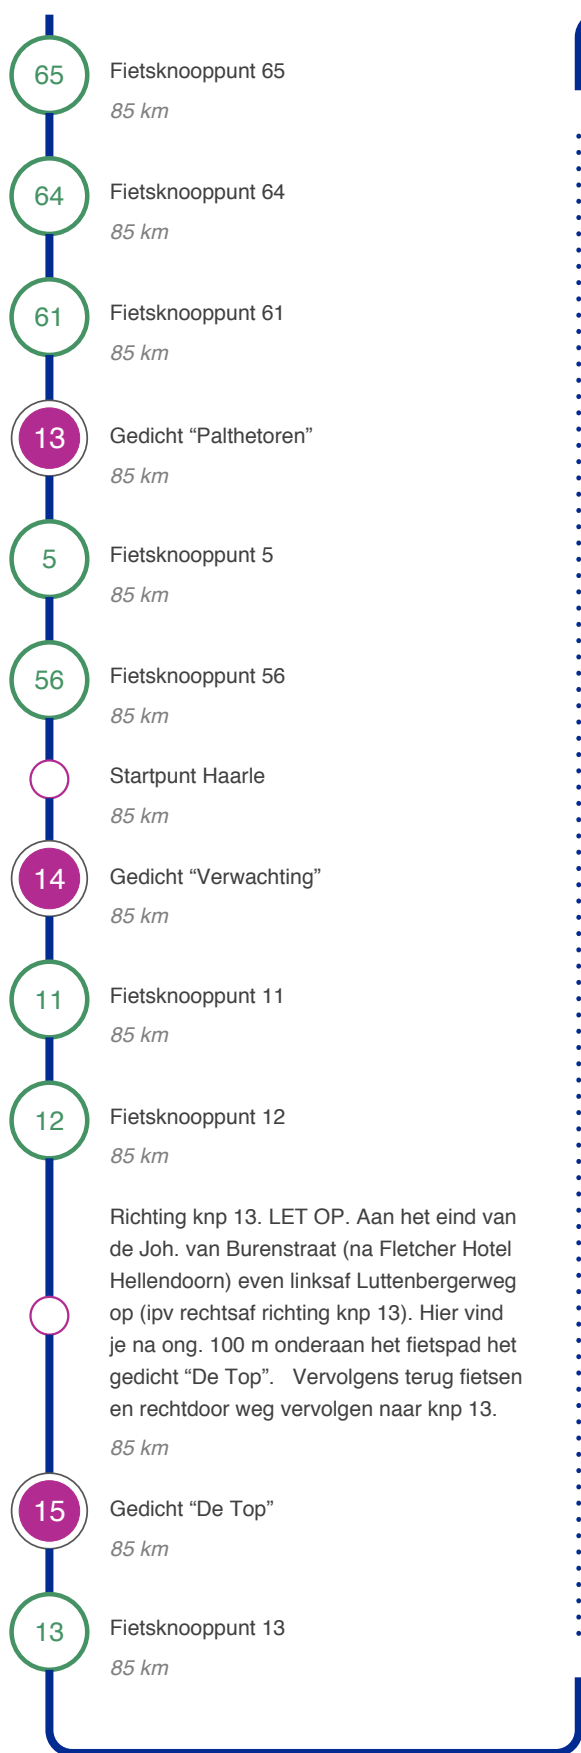 65
Fietsknooppunt 65
85 km
64
Fietsknooppunt 64
85 km
61
Fietsknooppunt 61
85 km
13
Gedicht “Palthetoren”
85 km
5
Fietsknooppunt 5
85 km
56
Fietsknooppunt 56
85 km
Startpunt Haarle
85 km
14
Gedicht “Verwachting”
85 km
11
Fietsknooppunt 11
85 km
12
Fietsknooppunt 12
85 km
Richting knp 13. LET OP. Aan het eind van
de Joh. van Burenstraat (na Fletcher Hotel
Hellendoorn) even linksaf Luttenbergerweg
op (ipv rechtsaf richting knp 13). Hier vind
je na ong. 100 m onderaan het fietspad het
gedicht “De Top”.   Vervolgens terug fietsen
en rechtdoor weg vervolgen naar knp 13.
85 km
15
Gedicht “De Top”
85 km
13
Fietsknooppunt 13
85 km